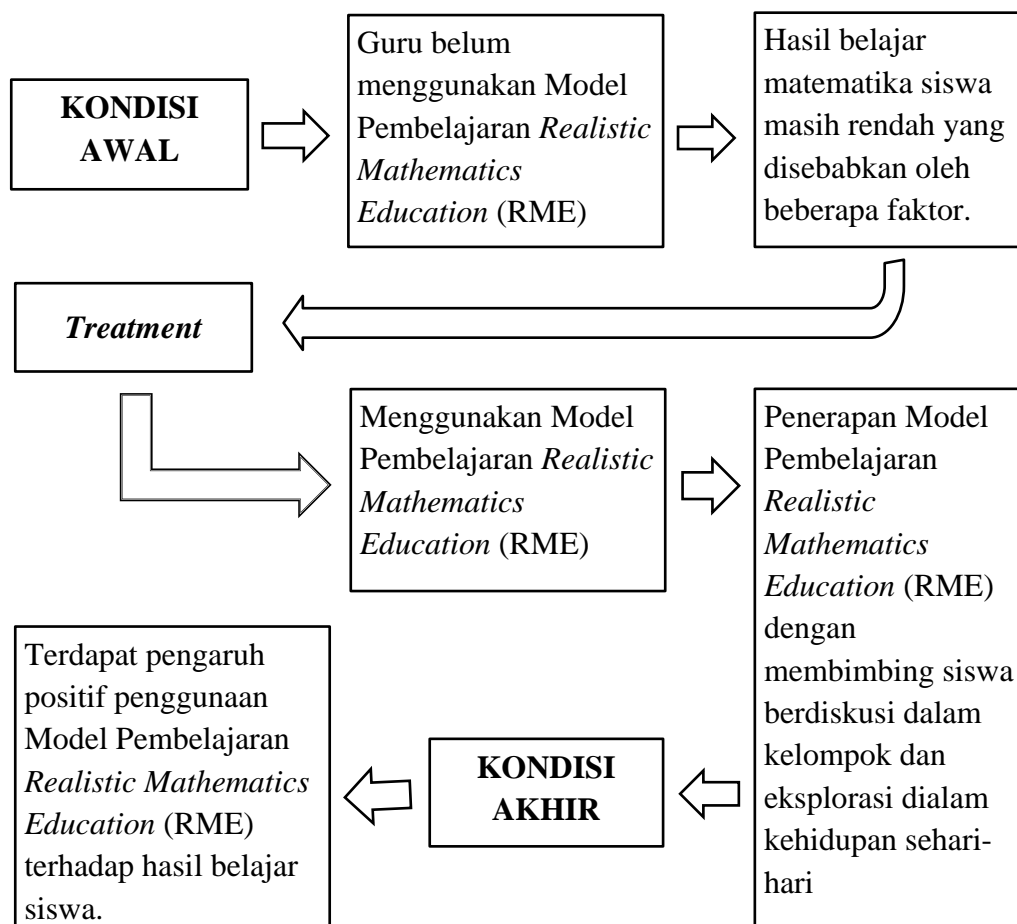 KONDISI
AWAL
Guru belum
menggunakan Model
Pembelajaran Realistic
Mathematics
Education (RME)
Hasil belajar
matematika siswa
masih rendah yang
disebabkan oleh
beberapa faktor.
Treatment
Menggunakan Model
Pembelajaran Realistic
Mathematics
Education (RME)
Penerapan Model
Pembelajaran
Realistic
Mathematics
Education (RME)
dengan
membimbing siswa
berdiskusi dalam
kelompok dan
eksplorasi dialam
kehidupan sehari-
hari
KONDISI
AKHIR
Terdapat pengaruh
positif penggunaan
Model Pembelajaran
Realistic Mathematics
Education (RME)
terhadap hasil belajar
siswa.